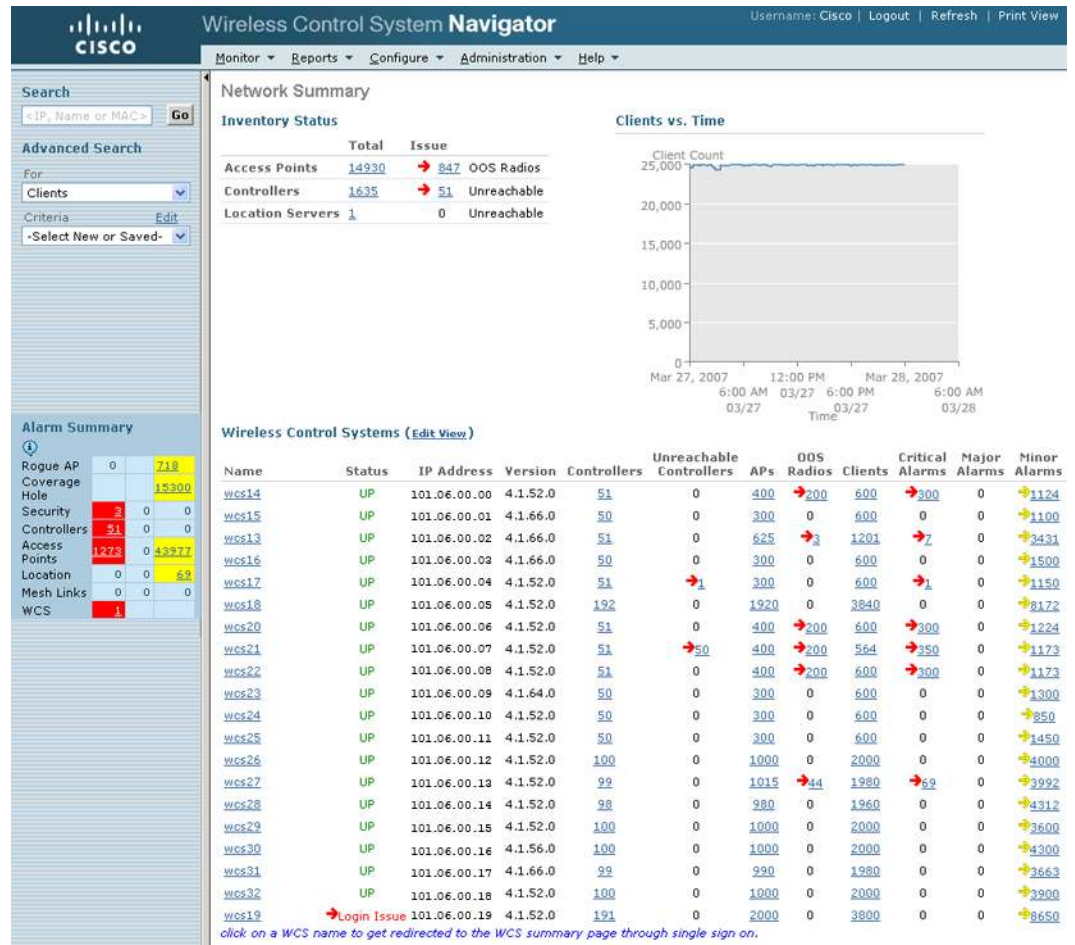 CISCO
Wireless Control System Navigator
Username: Cisco | Logout | Refresh | Print View
Monitor Reports Configure Administration Help
Search
<IP, Name or MAC> Go
Advanced Search
For
Clients
Criteria Edit
-Select New or Saved-
Alarm Summary
Rogue AP 0 718
Coverage Hole 15300
Security 3 0 0
Controllers 51 0 0
Access Points 1273 0 43977
Location 0 0 69
Mesh Links 0 0 0
WCS 1
Network Summary
Inventory Status
Total Issue
Access Points 14930 847 OOS Radios
Controllers 1635 51 Unreachable
Location Servers 1 0 Unreachable
Clients vs. Time
Client Count
25,000
20,000
15,000
10,000
5,000
0
Mar 27, 2007 12:00 PM 03/27 Mar 28, 2007
6:00 AM 03/27 6:00 PM 03/27 6:00 AM 03/28
Time
Wireless Control Systems (Edit View)
Name Status IP Address Version Controllers Unreachable Controllers APs OOS Radios Clients Critical Alarms Major Alarms Minor Alarms
wcs14 UP 101.06.00.00 4.1.52.0 51 0 400 200 600 300 0 1124
wcs15 UP 101.06.00.01 4.1.66.0 50 0 300 0 600 0 0 1100
wcs13 UP 101.06.00.02 4.1.66.0 51 0 625 3 1201 7 0 3431
wcs16 UP 101.06.00.03 4.1.66.0 50 0 300 0 600 0 0 1500
wcs17 UP 101.06.00.04 4.1.52.0 51 1 300 0 600 1 0 1150
wcs18 UP 101.06.00.05 4.1.52.0 192 0 1920 0 3840 0 0 8172
wcs20 UP 101.06.00.06 4.1.52.0 51 0 400 200 600 300 0 1224
wcs21 UP 101.06.00.07 4.1.52.0 51 50 400 200 564 350 0 1173
wcs22 UP 101.06.00.08 4.1.52.0 51 0 400 200 600 300 0 1173
wcs23 UP 101.06.00.09 4.1.64.0 50 0 300 0 600 0 0 1300
wcs24 UP 101.06.00.10 4.1.52.0 50 0 300 0 600 0 0 850
wcs25 UP 101.06.00.11 4.1.52.0 50 0 300 0 600 0 0 1450
wcs26 UP 101.06.00.12 4.1.52.0 100 0 1000 0 2000 0 0 4000
wcs27 UP 101.06.00.13 4.1.52.0 99 0 1015 44 1980 69 0 3992
wcs28 UP 101.06.00.14 4.1.52.0 98 0 980 0 1960 0 0 4312
wcs29 UP 101.06.00.15 4.1.52.0 100 0 1000 0 2000 0 0 3600
wcs30 UP 101.06.00.16 4.1.56.0 100 0 1000 0 2000 0 0 4300
wcs31 UP 101.06.00.17 4.1.66.0 99 0 990 0 1980 0 0 3663
wcs32 UP 101.06.00.18 4.1.52.0 100 0 1000 0 2000 0 0 3900
wcs19 Login Issue 101.06.00.19 4.1.52.0 191 0 2000 0 3800 0 0 8650
click on a WCS name to get redirected to the WCS summary page through single sign on.